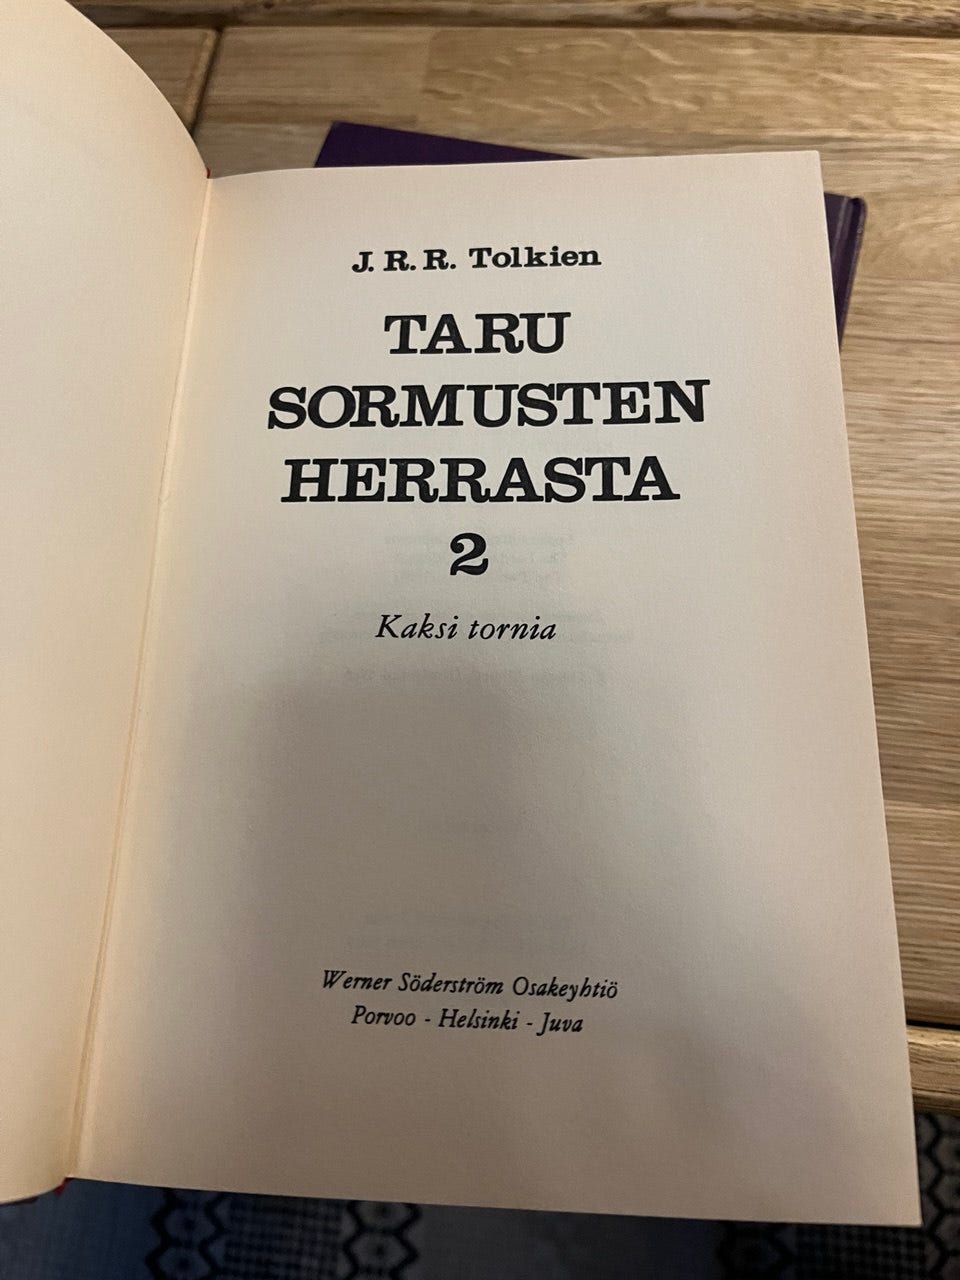 J. R. R. Tolkien
TARU
SORMUSTEN
HERRASTA
2
Kaksi tornia
Werner Söderström Osakeyhtiö
Porvoo - Helsinki - Juva